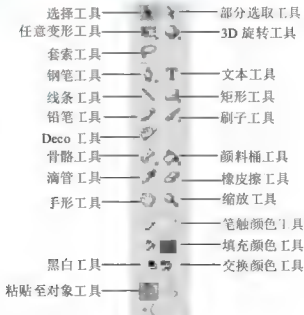 选择工具 部分选取工具
任意变形工具 3D 旋转工具
套索工具
钢笔工具 T 文本工具
线条工具 矩形工具
铅笔工具 刷子工具
Deco 工具
骨骼工具 颜料桶工具
滴管工具 橡皮擦工具
手形工具 缩放工具
笔触颜色工具
填充颜色工具
黑白工具 交换颜色工具
粘贴至对象工具